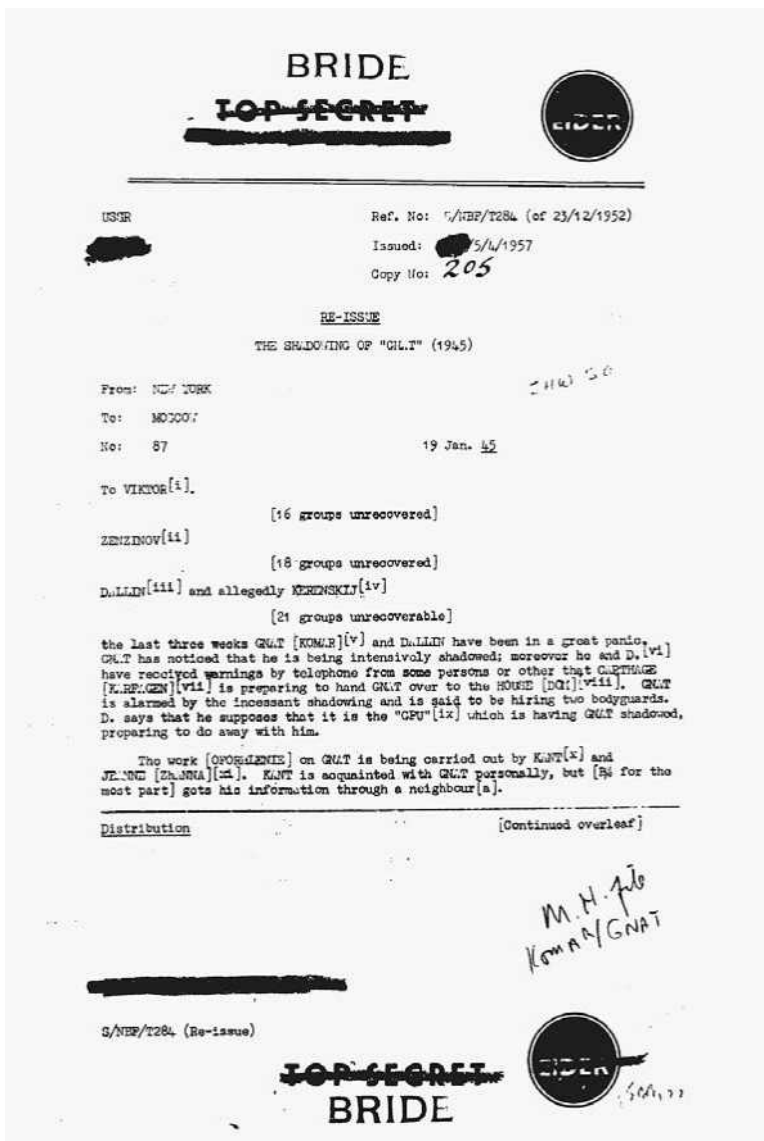 BRIDE
TOP SECRET
EIDER
USSR
Ref. No: S/NBF/T284 (of 23/12/1952)
Issued: /5/4/1957
Copy No: 205
RE-ISSUE
THE SHADOWING OF "GNAT" (1945)
From: NEW YORK
To: MOSCOW
No: 87
19 Jan. 45
To VIKTOR[i].
[16 groups unrecovered]
ZENZINOV[ii]
[18 groups unrecovered]
DALLIN[iii] and allegedly KERENSKIJ[iv]
[21 groups unrecoverable]
the last three weeks GNAT [KOMAR][v] and DALLIN have been in a great panic.
GNAT has noticed that he is being intensively shadowed; moreover he and D.[vi]
have received warnings by telephone from some persons or other that CARTHAGE
[KARFAGEN][vii] is preparing to hand GNAT over to the HOUSE [DOM][viii]. GNAT
is alarmed by the incessant shadowing and is said to be hiring two bodyguards.
D. says that he supposes that it is the "GPU"[ix] which is having GNAT shadowed,
preparing to do away with him.
The work [OFORMLENIE] on GNAT is being carried out by KANT[x] and
JEANNE [ZhANNA][xi]. KANT is acquainted with GNAT personally, but [B% for the
most part] gets his information through a neighbour[a].
Distribution
[Continued overleaf]
M.H. file
KOMAR/GNAT
S/NBF/T284 (Re-issue)
TOP SECRET
EIDER
BRIDE